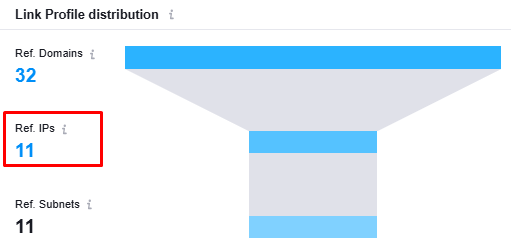 Link Profile distribution i
Ref. Domains i
32
Ref. IPs i
11
Ref. Subnets i
11